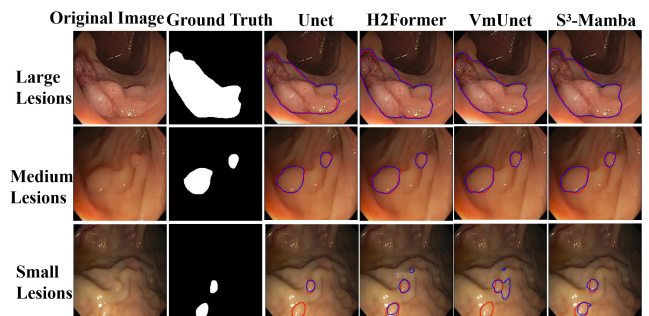 Original Image Ground Truth Unet H2Former VmUnet S³-Mamba
Large
Lesions
Medium
Lesions
Small
Lesions